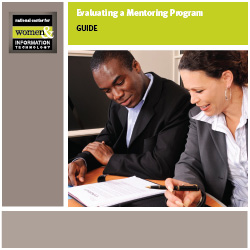 national center for
women&
INFORMATION
TECHNOLOGY
Evaluating a Mentoring Program
GUIDE